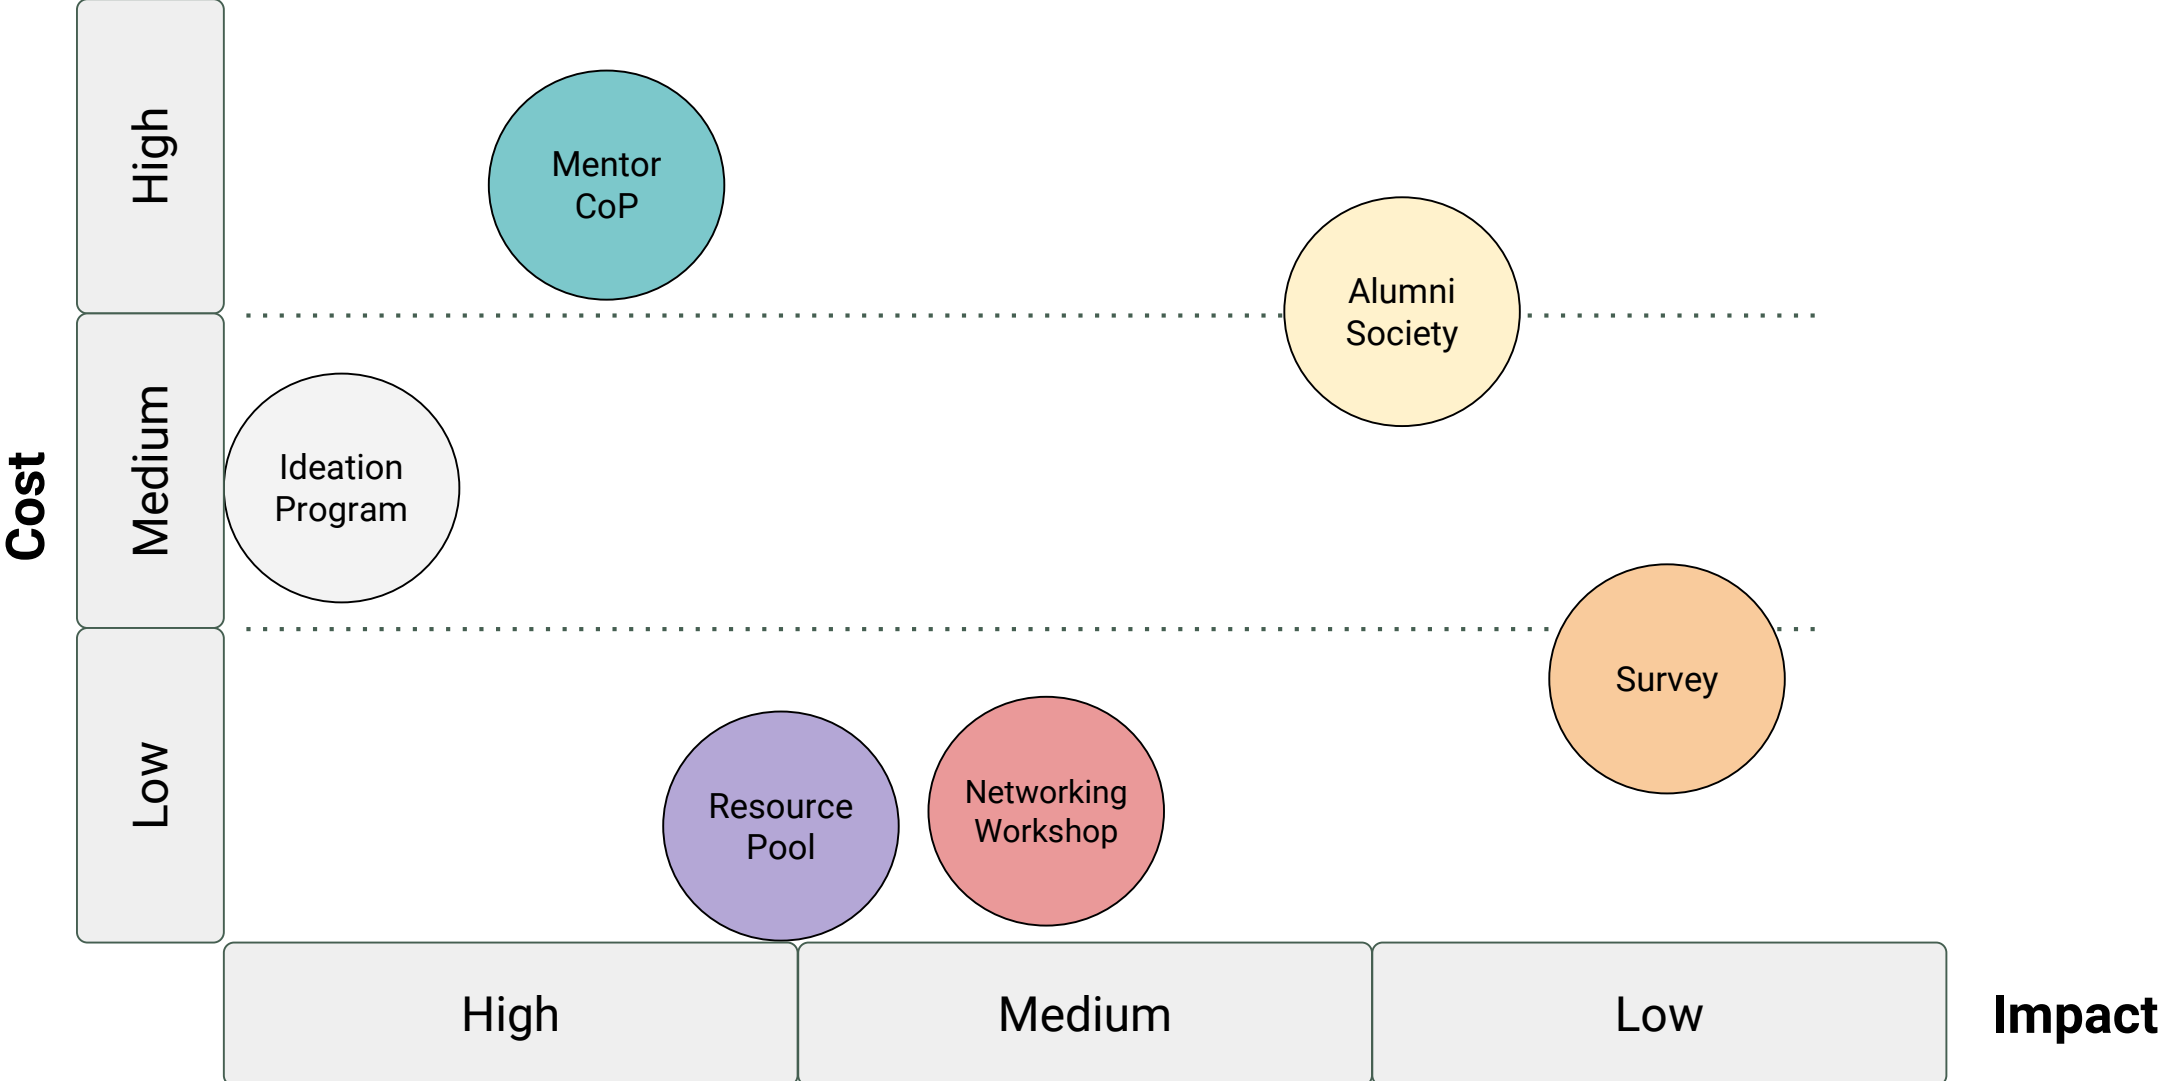 High
Mentor
CoP
Alumni
Society
Cost
Medium
Ideation
Program
Survey
Low
Resource
Pool
Networking
Workshop
High
Medium
Low
Impact